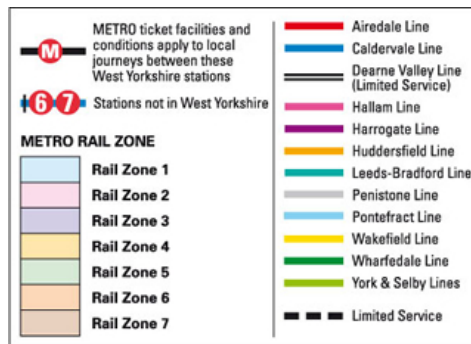 M
METRO ticket facilities and
conditions apply to local
journeys between these
West Yorkshire stations
6 7
Stations not in West Yorkshire
METRO RAIL ZONE
Rail Zone 1
Rail Zone 2
Rail Zone 3
Rail Zone 4
Rail Zone 5
Rail Zone 6
Rail Zone 7
Airedale Line
Caldervale Line
Dearne Valley Line
(Limited Service)
Hallam Line
Harrogate Line
Huddersfield Line
Leeds-Bradford Line
Penistone Line
Pontefract Line
Wakefield Line
Wharfedale Line
York & Selby Lines
Limited Service